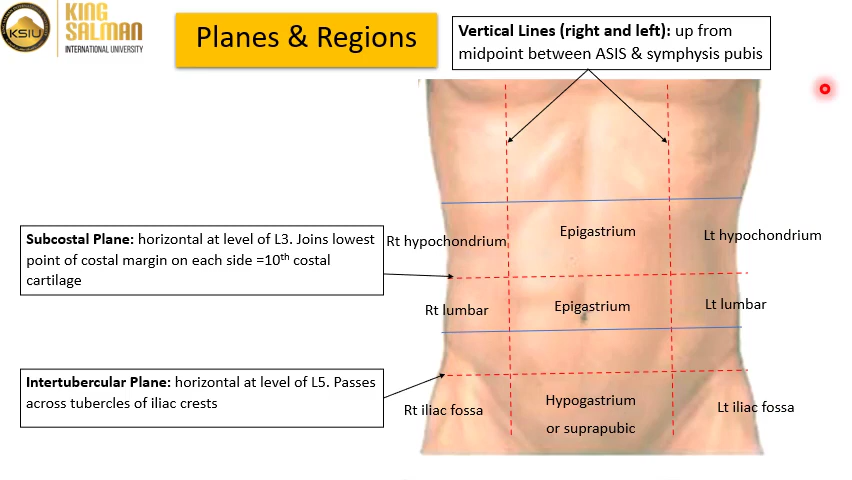 KSIU
KING
SALMAN
INTERNATIONAL UNIVERSITY
Planes & Regions
Vertical Lines (right and left): up from
midpoint between ASIS & symphysis pubis
Subcostal Plane: horizontal at level of L3. Joins lowest
point of costal margin on each side =10th costal
cartilage
Rt hypochondrium
Epigastrium
Lt hypochondrium
Rt lumbar
Epigastrium
Lt lumbar
Intertubercular Plane: horizontal at level of L5. Passes
across tubercles of iliac crests
Rt iliac fossa
Hypogastrium
or suprapubic
Lt iliac fossa